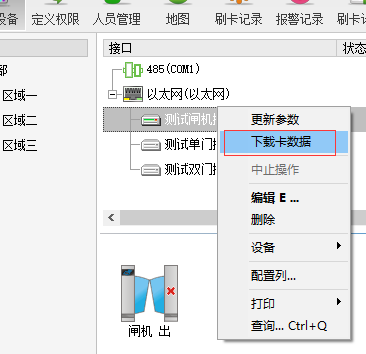 设备 定义权限 人员管理 地图 刷卡记录 报警记录 刷卡
接口 状态
部
区域一
区域二
区域三
485(COM1)
以太网(以太网)
测试闸机
测试单门
测试双门
更新参数
下载卡数据
中止操作
编辑 E ...
删除
设备
配置列...
打印
查询... Ctrl+Q
闸机 出